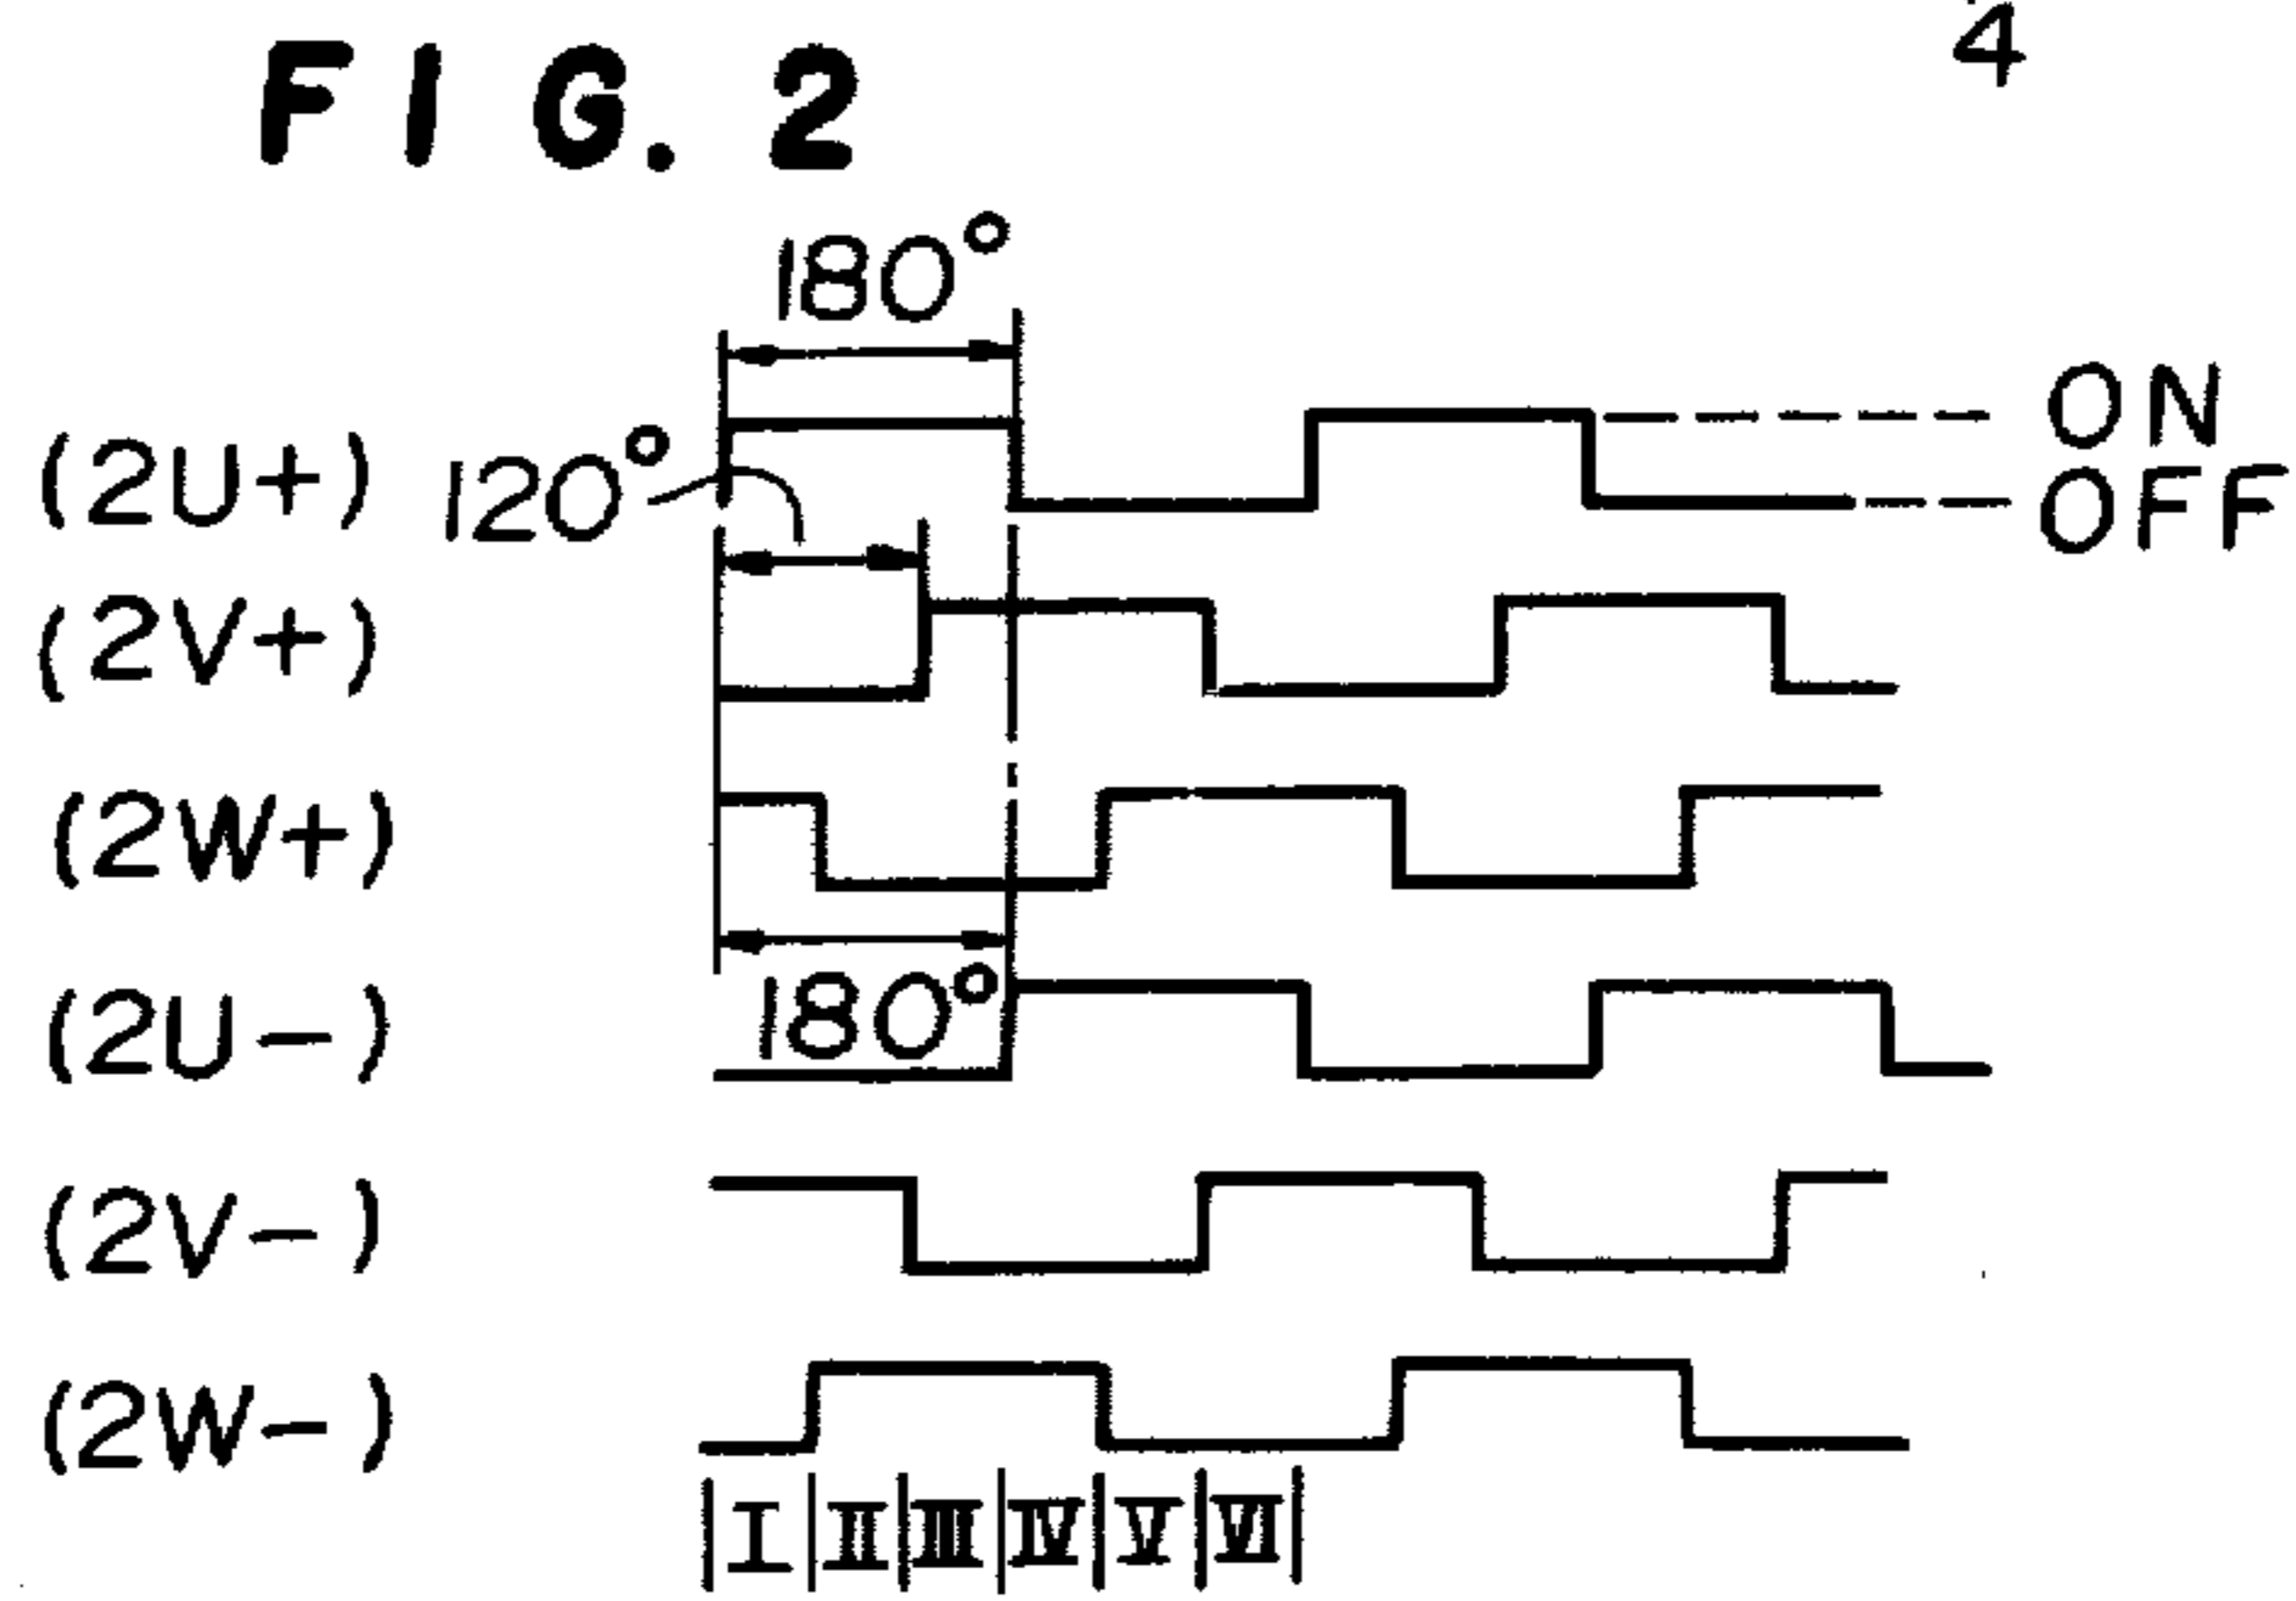 4
FIG. 2
180°
(2U+)
ON
OFF
120°
(2V+)
(2W+)
(2U-)
180°
(2V-)
(2W-)
I II III IV V VI